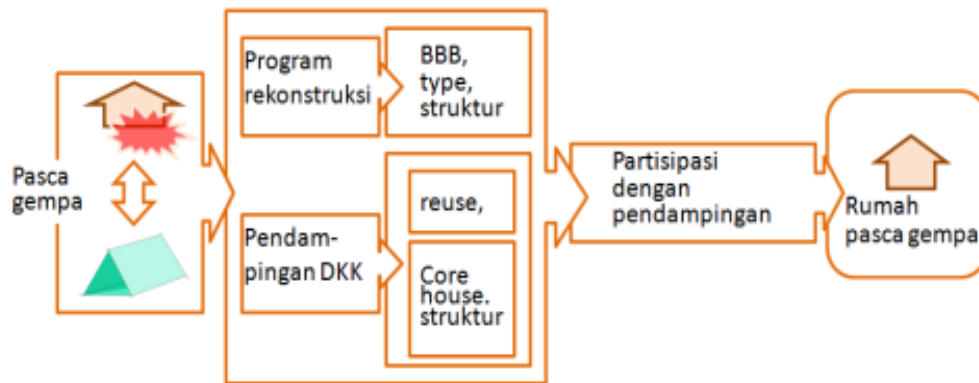 Pasca
gempa
Program
rekonstruksi
BBB,
type,
struktur
Pendam-
pingan DKK
reuse,
Core
house.
struktur
Partisipasi
dengan
pendampingan
Rumah
pasca gempa